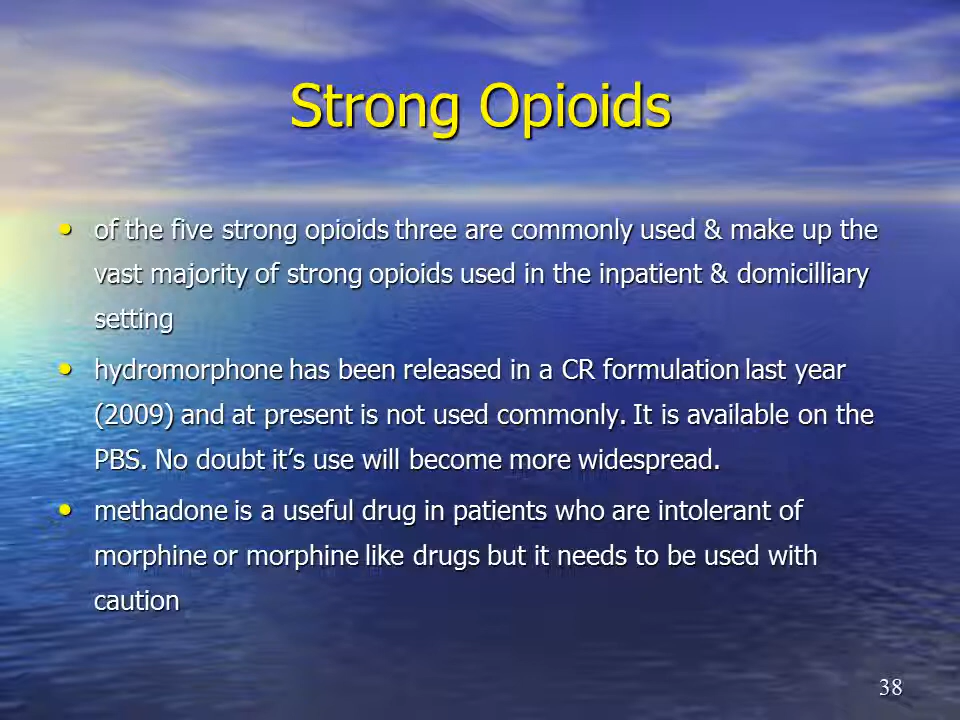 Strong Opioids
• of the five strong opioids three are commonly used & make up the
vast majority of strong opioids used in the inpatient & domicilliary
setting
• hydromorphone has been released in a CR formulation last year
(2009) and at present is not used commonly. It is available on the
PBS. No doubt it’s use will become more widespread.
• methadone is a useful drug in patients who are intolerant of
morphine or morphine like drugs but it needs to be used with
caution
38